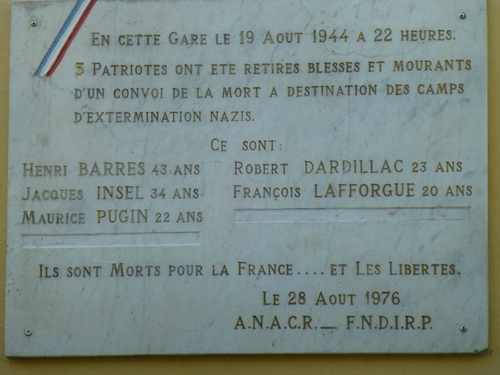 En cette Gare le 19 Aout 1944 a 22 heures.
5 Patriotes ont ete retires blesses et mourants
d'un convoi de la mort a destination des camps
d'extermination nazis.
Ce sont:
Henri BARRES 43 ans
Jacques INSEL 34 ans
Maurice PUGIN 22 ans
Robert DARDILLAC 23 ans
François LAFFORGUE 20 ans
Ils sont Morts pour la France.... et Les Libertes.
Le 28 Aout 1976
A.N.A.C.R._ F.N.D.I.R.P.